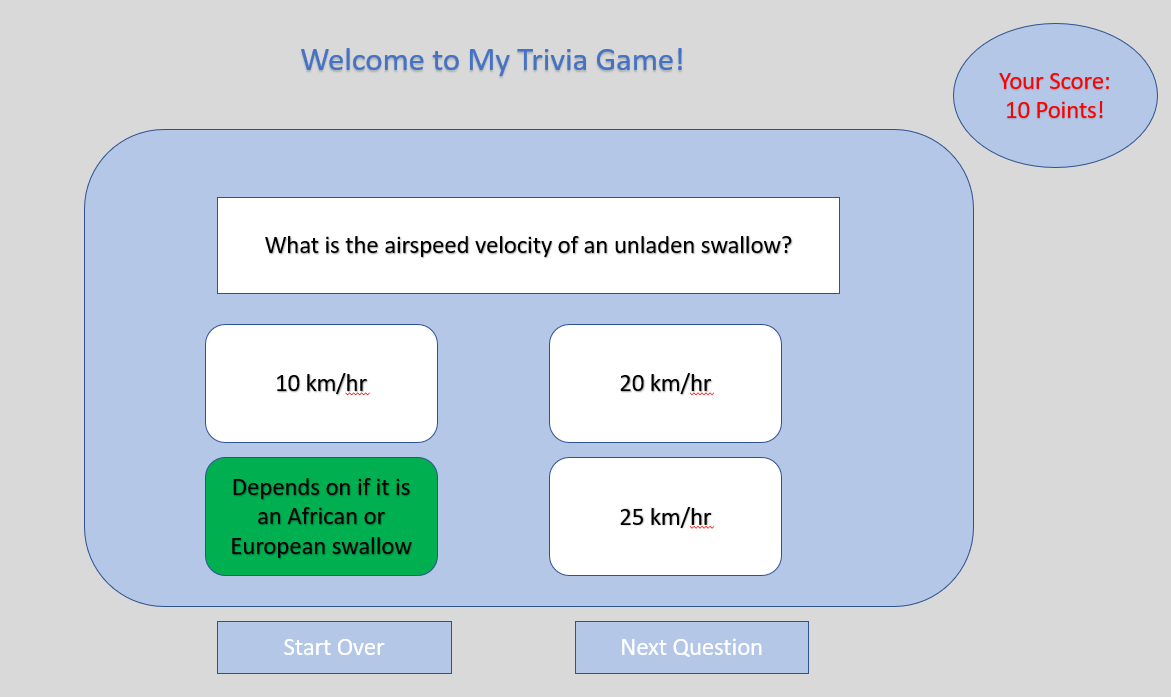 Welcome to My Trivia Game!
Your Score:
10 Points!
What is the airspeed velocity of an unladen swallow?
10 km/hr
20 km/hr
Depends on if it is
an African or
European swallow
25 km/hr
Start Over
Next Question